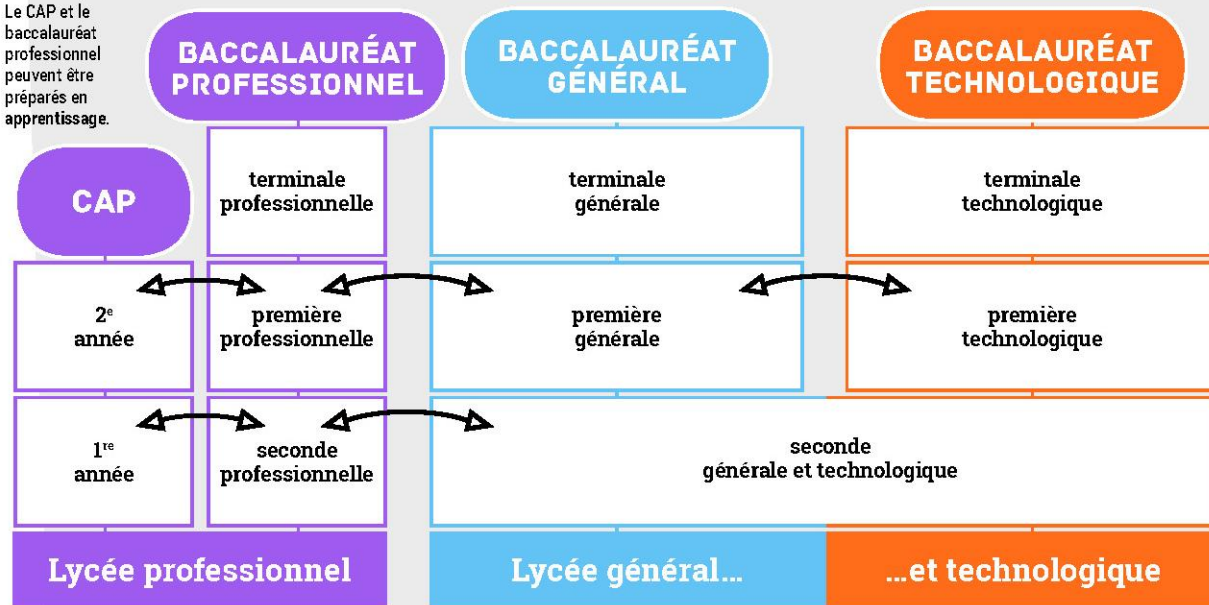 Le CAP et le
baccalauréat
professionnel
peuvent être
préparés en
apprentissage.
BACCALAURÉAT
PROFESSIONNEL
BACCALAURÉAT
GÉNÉRAL
BACCALAURÉAT
TECHNOLOGIQUE
CAP
terminale
professionnelle
terminale
générale
terminale
technologique
2e
année
première
professionnelle
première
générale
première
technologique
1re
année
seconde
professionnelle
seconde
générale et technologique
Lycée professionnel
Lycée général...
...et technologique